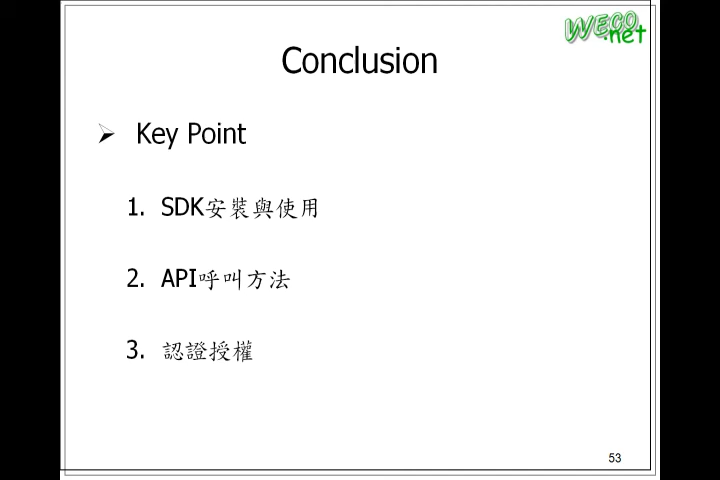 WECO.net
Conclusion
➢ Key Point
1. SDK安裝與使用
2. API呼叫方法
3. 認證授權
53